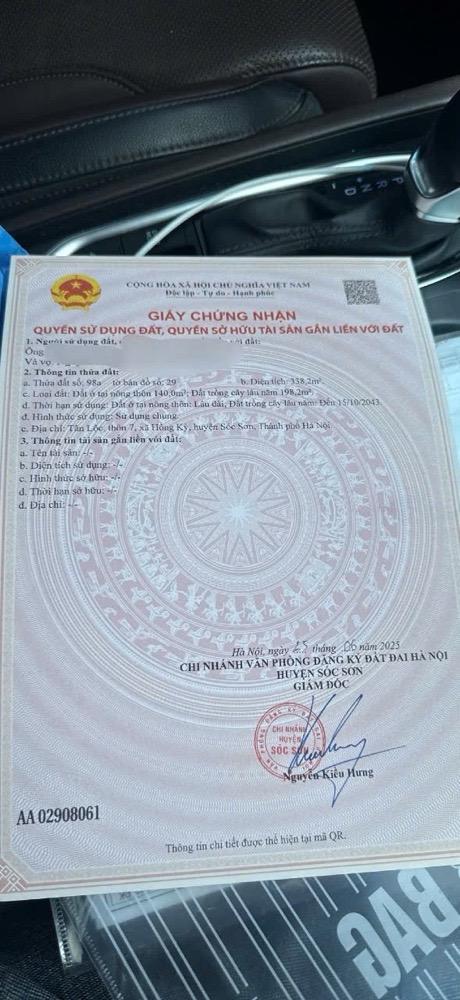 CỘNG HÒA XÃ HỘI CHỦ NGHĨA VIỆT NAM
Độc lập - Tự do - Hạnh phúc
GIẤY CHỨNG NHẬN
QUYỀN SỬ DỤNG ĐẤT, QUYỀN SỞ HỮU TÀI SẢN GẮN LIỀN VỚI ĐẤT
1. Người sử dụng đất, với đất:
Ông
Và vợ
2. Thông tin thửa đất:
a. Thửa đất số: 98a tờ bản đồ số: 29 b. Diện tích: 338,2m²
c. Loại đất: Đất ở tại nông thôn 140,0m²; Đất trồng cây lâu năm 198,2m².
d. Thời hạn sử dụng: Đất ở tại nông thôn: Lâu dài, Đất trồng cây lâu năm: Đến 15/10/2043.
đ. Hình thức sử dụng: Sử dụng chung.
e. Địa chỉ: Tân Lộc, thôn 7, xã Hồng Kỳ, huyện Sóc Sơn, Thành phố Hà Nội.
3. Thông tin tài sản gắn liền với đất:
a. Tên tài sản: -/-
b. Diện tích sử dụng: -/-
c. Hình thức sở hữu: -/-
d. Thời hạn sở hữu: -/-
đ. Địa chỉ: -/-
Hà Nội, ngày tháng 06 năm 2025
CHI NHÁNH VĂN PHÒNG ĐĂNG KÝ ĐẤT ĐAI HÀ NỘI
HUYỆN SÓC SƠN
GIÁM ĐỐC
CHI NHÁNH
HUYỆN
SÓC SƠN
Nguyễn Kiều Hưng
AA 02908061
Thông tin chi tiết được thể hiện tại mã QR.
P R N D
BAG